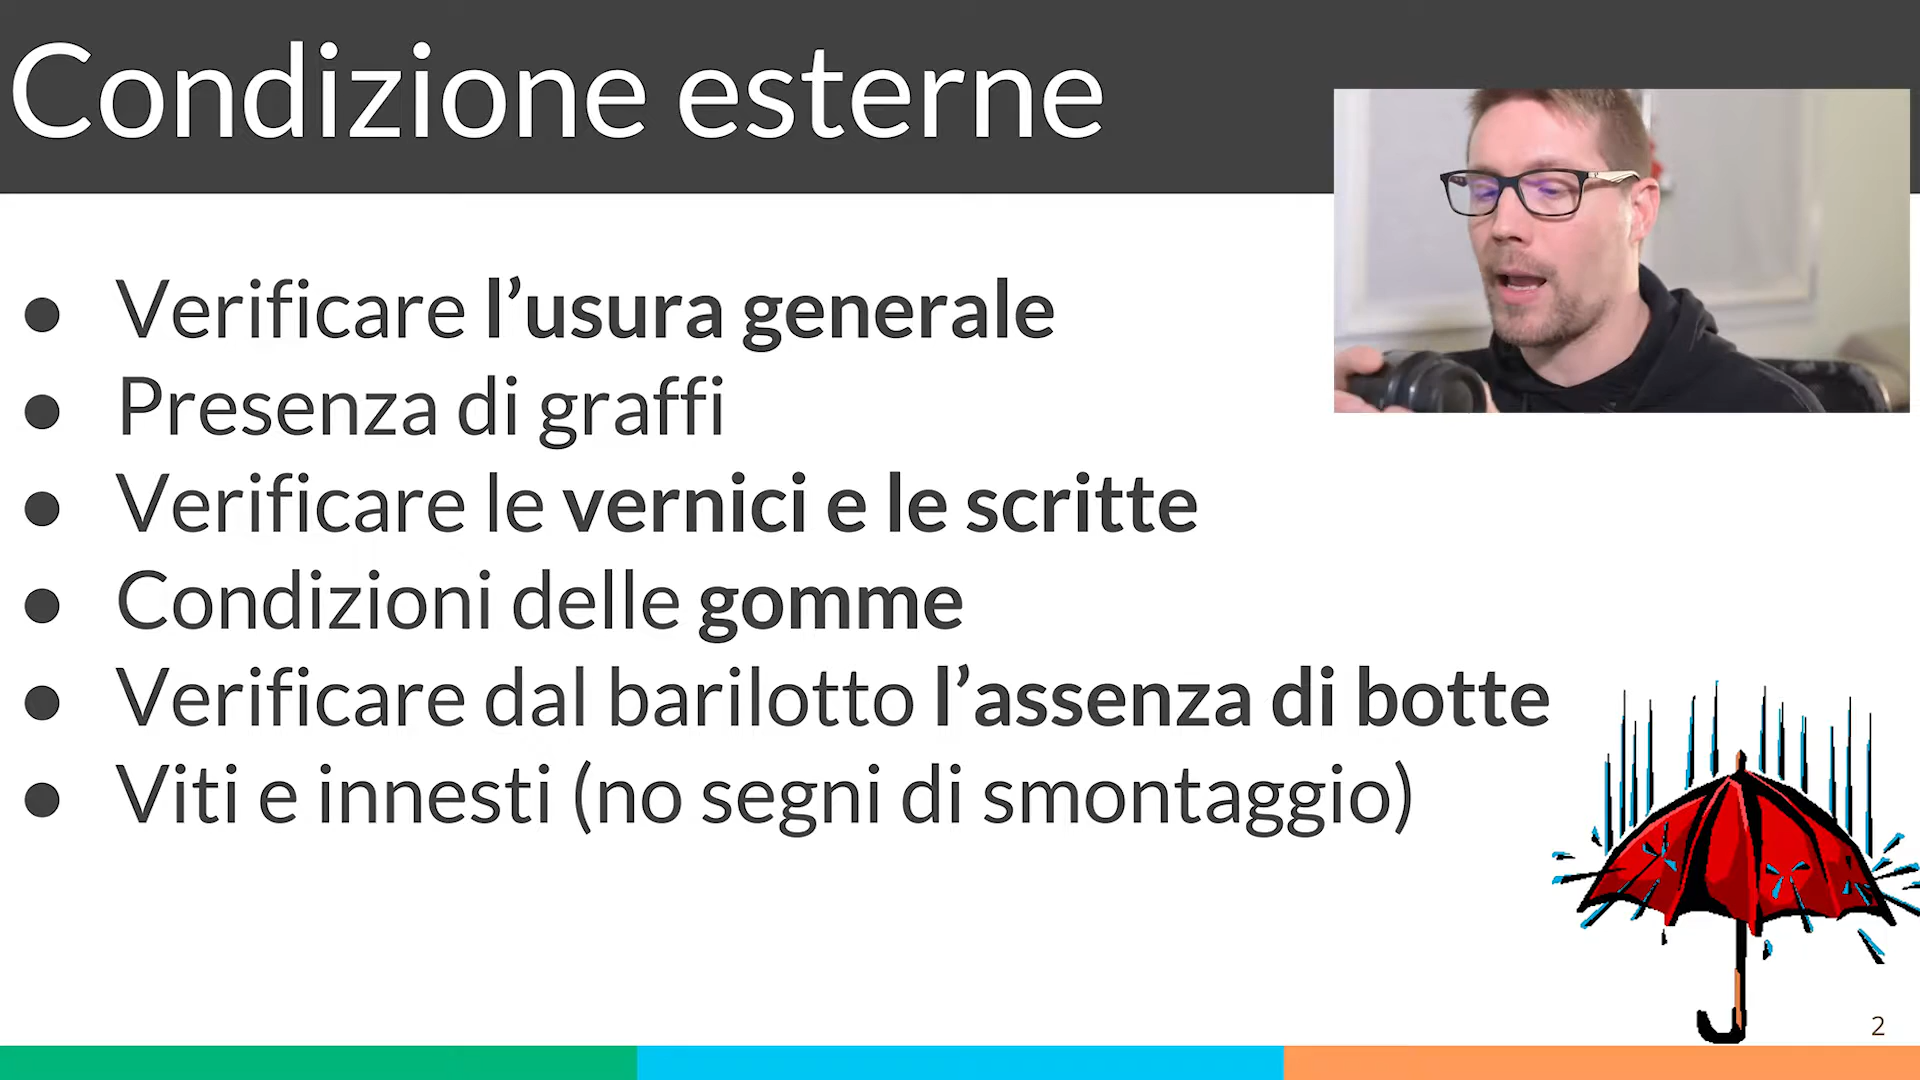 Condizione esterne
● Verificare l’usura generale
● Presenza di graffi
● Verificare le vernici e le scritte
● Condizioni delle gomme
● Verificare dal barilotto l’assenza di botte
● Viti e innesti (no segni di smontaggio)
2